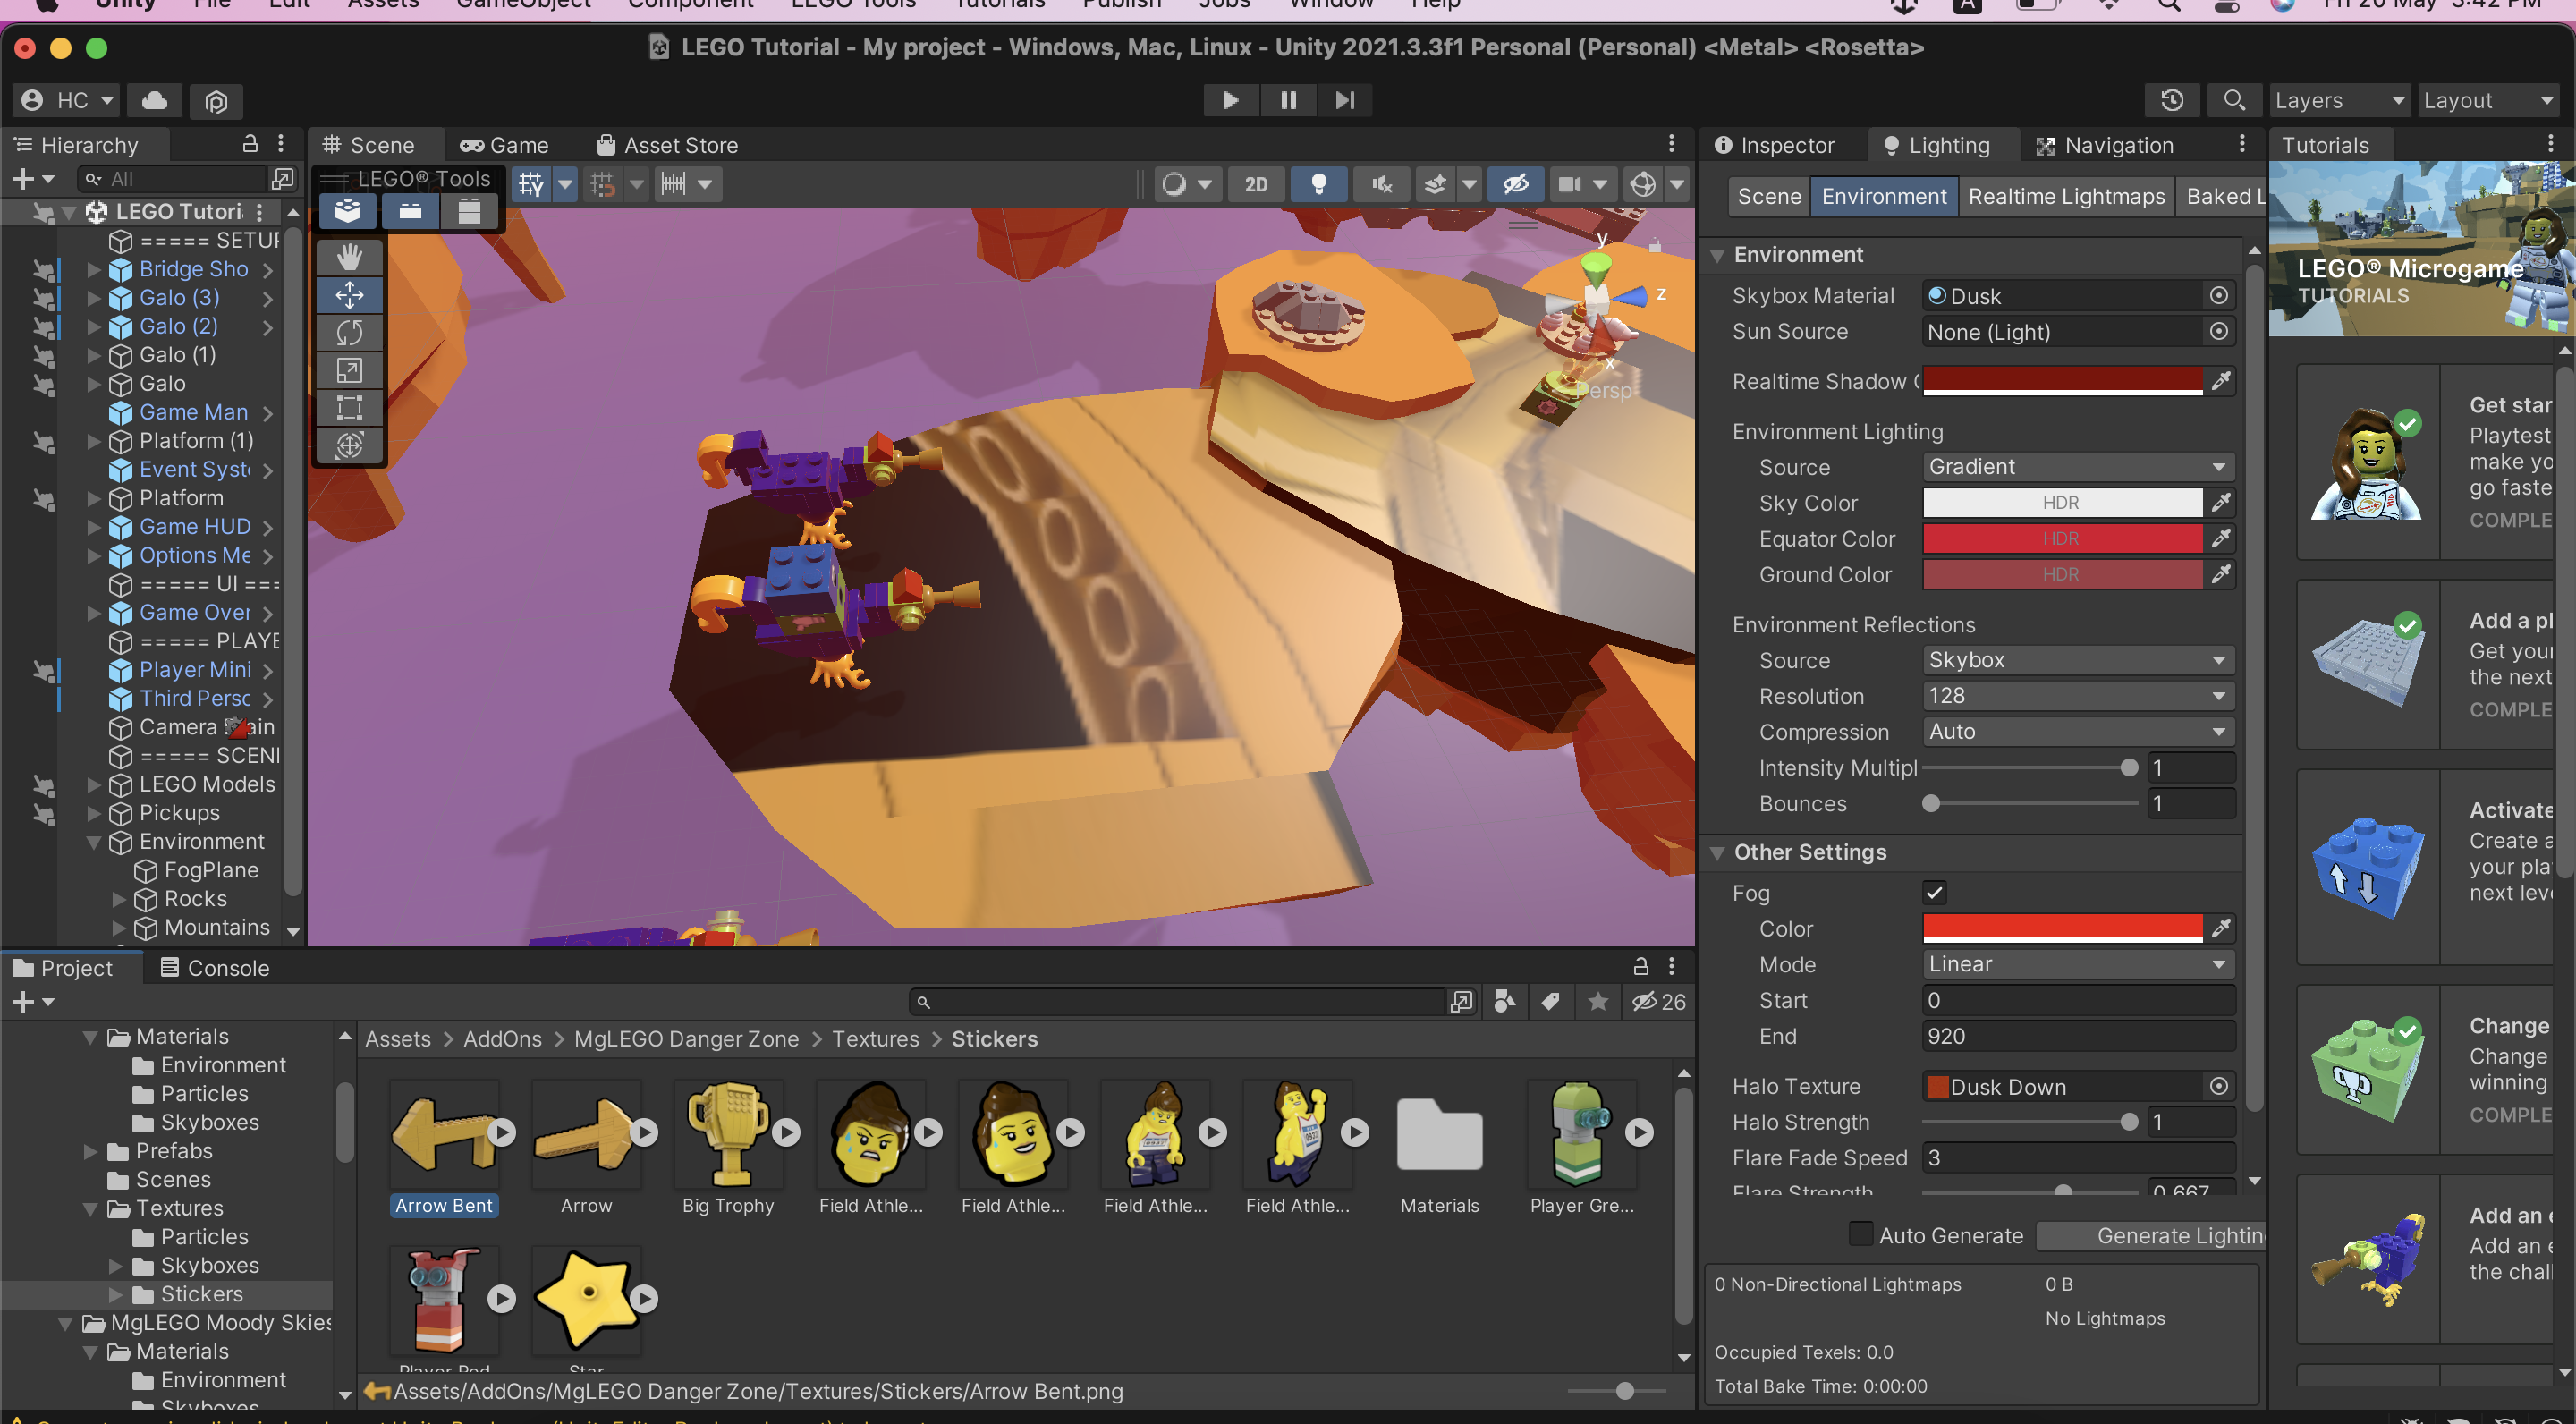 Unity File Edit Assets GameObject Component LEGO Tools Tutorials Publish Jobs Window Help A Fri 20 May 3:42 PM
LEGO Tutorial - My project - Windows, Mac, Linux - Unity 2021.3.3f1 Personal (Personal) <Metal> <Rosetta>
HC Layers Layout
Hierarchy
All
LEGO Tutori
===== SETUP
Bridge Sho
Galo (3)
Galo (2)
Galo (1)
Galo
Game Man
Platform (1)
Event Syst
Platform
Game HUD
Options Me
===== UI ===
Game Over
===== PLAYE
Player Mini
Third Perso
Camera
===== SCENE
LEGO Models
Pickups
Environment
FogPlane
Rocks
Mountains
Scene Game Asset Store
LEGO® Tools
2D
y
z
x
Persp
Inspector Lighting Navigation
Scene Environment Realtime Lightmaps Baked L
Environment
Skybox Material Dusk
Sun Source None (Light)
Realtime Shadow C
Environment Lighting
Source Gradient
Sky Color HDR
Equator Color HDR
Ground Color HDR
Environment Reflections
Source Skybox
Resolution 128
Compression Auto
Intensity Multipl 1
Bounces 1
Other Settings
Fog
Color
Mode Linear
Start 0
End 920
Halo Texture Dusk Down
Halo Strength 1
Flare Fade Speed 3
Flare Strength 0.667
Auto Generate Generate Lightin
0 Non-Directional Lightmaps 0 B
No Lightmaps
Occupied Texels: 0.0
Total Bake Time: 0:00:00
Tutorials
LEGO® Microgame
TUTORIALS
Get star
Playtest
make yo
go faste
COMPLE
Add a pl
Get your
the next
COMPLE
Activate
Create a
your pla
next leve
Change
Change
winning
COMPLE
Add an e
Add an e
the chall
Project Console
26
Materials
Environment
Particles
Skyboxes
Prefabs
Scenes
Textures
Particles
Skyboxes
Stickers
MgLEGO Moody Skies
Materials
Environment
Skyboxes
Assets > AddOns > MgLEGO Danger Zone > Textures > Stickers
Arrow Bent Arrow Big Trophy Field Athle... Field Athle... Field Athle... Field Athle... Materials Player Gre...
Player Red Star
Assets/AddOns/MgLEGO Danger Zone/Textures/Stickers/Arrow Bent.png